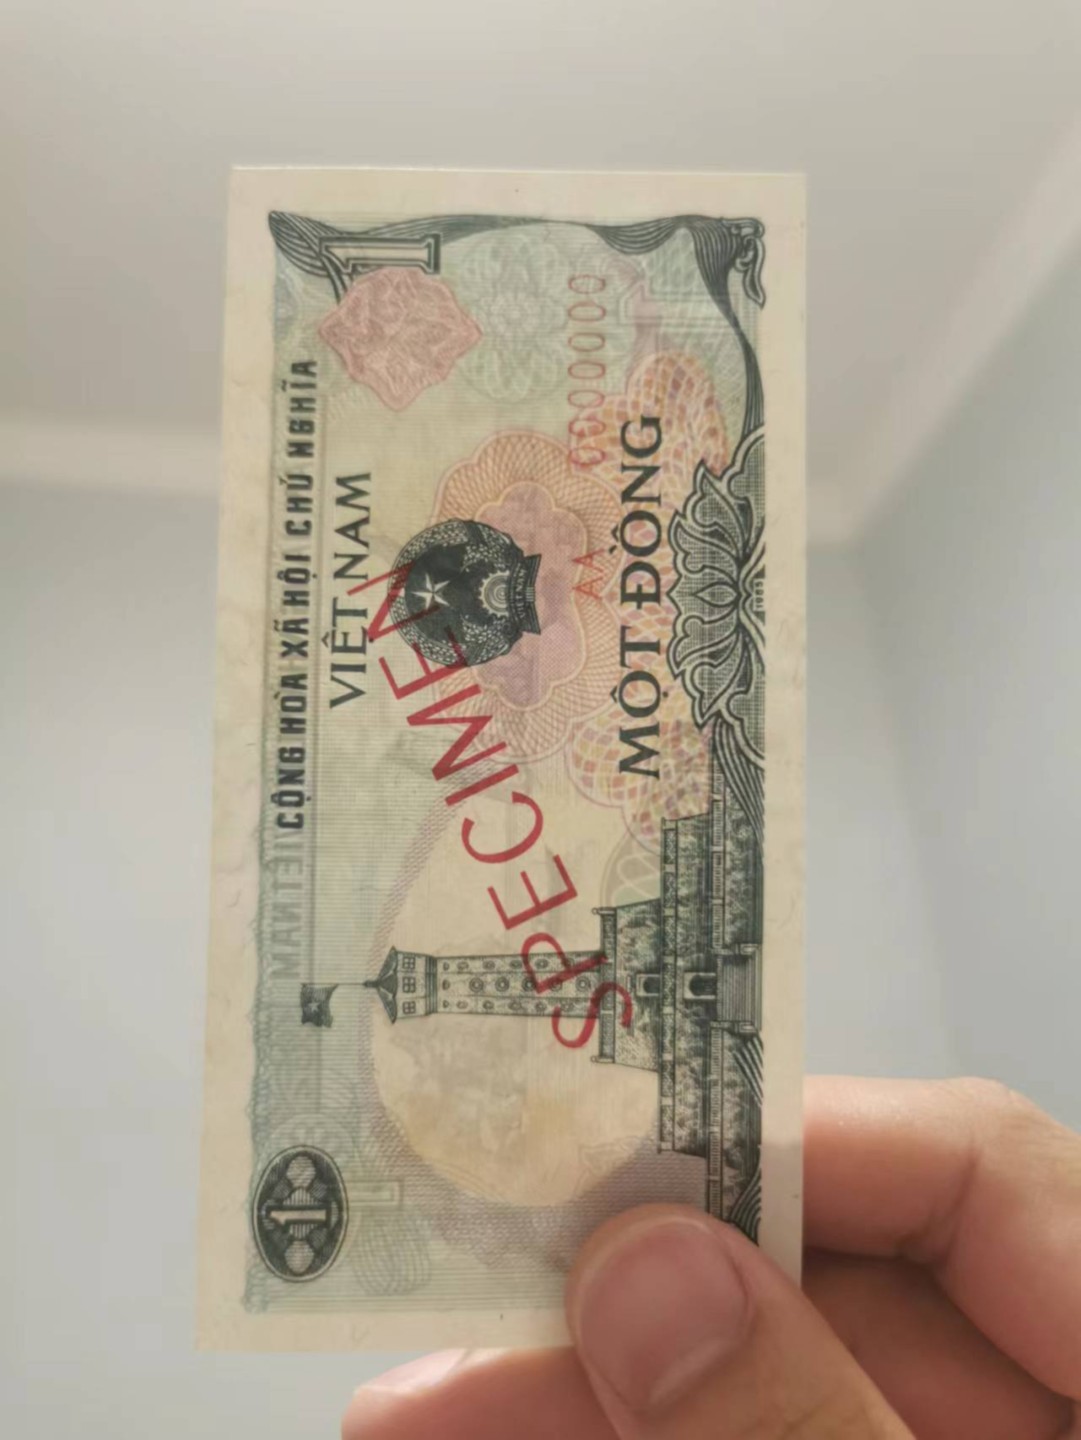 CỘNG HÒA XÃ HỘI CHỦ NGHĨA
VIỆT NAM
1
0000000
AA
MỘT ĐỒNG
SPECIMEN
1